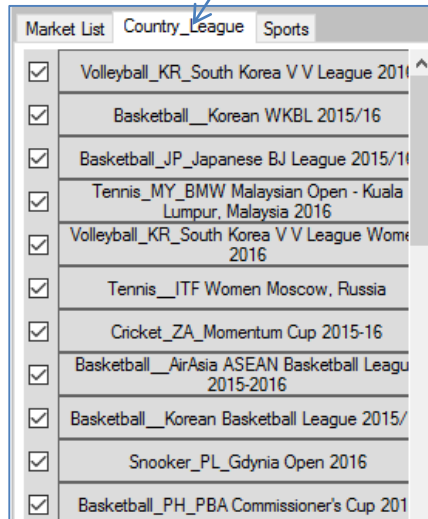 Market List Country_League Sports
Volleyball_KR_South Korea V V League 201
Basketball__Korean WKBL 2015/16
Basketball_JP_Japanese BJ League 2015/1
Tennis_MY_BMW Malaysian Open - Kuala
Lumpur, Malaysia 2016
Volleyball_KR_South Korea V V League Wome
2016
Tennis__ITF Women Moscow, Russia
Cricket_ZA_Momentum Cup 2015-16
Basketball__AirAsia ASEAN Basketball Leagu
2015-2016
Basketball__Korean Basketball League 2015/
Snooker_PL_Gdynia Open 2016
Basketball_PH_PBA Commissioner's Cup 201